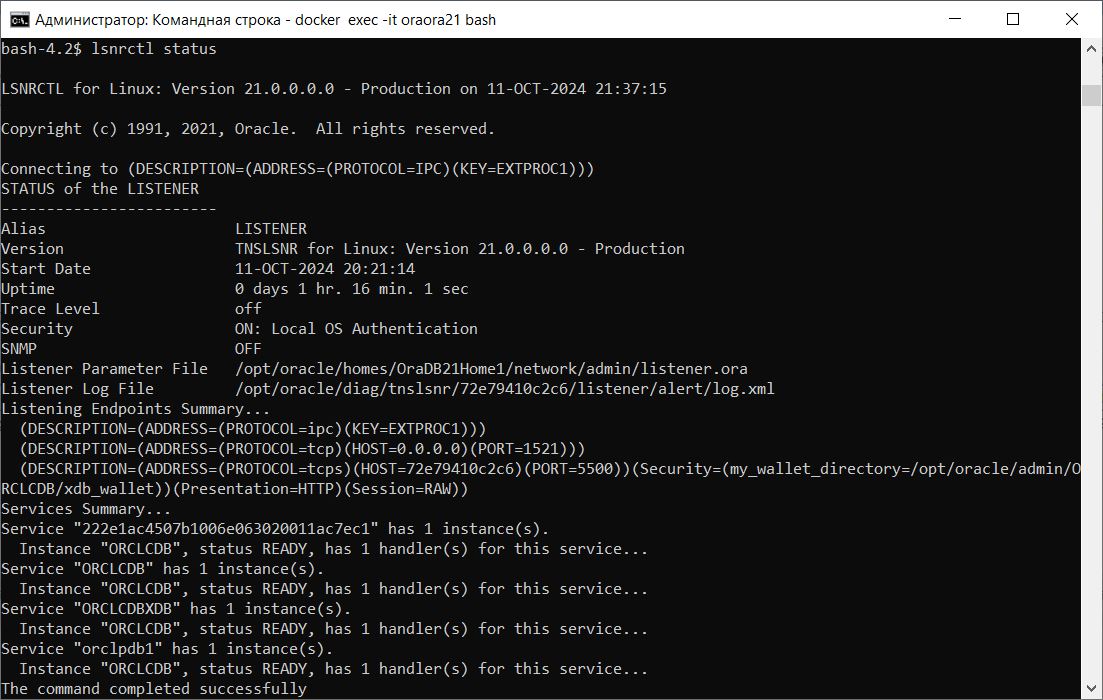 Администратор: Командная строка - docker  exec -it oraora21 bash
bash-4.2$ lsnrctl status
LSNRCTL for Linux: Version 21.0.0.0.0 - Production on 11-OCT-2024 21:37:15
Copyright (c) 1991, 2021, Oracle.  All rights reserved.
Connecting to (DESCRIPTION=(ADDRESS=(PROTOCOL=IPC)(KEY=EXTPROC1)))
STATUS of the LISTENER
------------------------
Alias                     LISTENER
Version                   TNSLSNR for Linux: Version 21.0.0.0.0 - Production
Start Date                11-OCT-2024 20:21:14
Uptime                    0 days 1 hr. 16 min. 1 sec
Trace Level               off
Security                  ON: Local OS Authentication
SNMP                      OFF
Listener Parameter File   /opt/oracle/homes/OraDB21Home1/network/admin/listener.ora
Listener Log File         /opt/oracle/diag/tnslsnr/72e79410c2c6/listener/alert/log.xml
Listening Endpoints Summary...
  (DESCRIPTION=(ADDRESS=(PROTOCOL=ipc)(KEY=EXTPROC1)))
  (DESCRIPTION=(ADDRESS=(PROTOCOL=tcp)(HOST=0.0.0.0)(PORT=1521)))
  (DESCRIPTION=(ADDRESS=(PROTOCOL=tcps)(HOST=72e79410c2c6)(PORT=5500))(Security=(my_wallet_directory=/opt/oracle/admin/O
RCLCDB/xdb_wallet))(Presentation=HTTP)(Session=RAW))
Services Summary...
Service "222e1ac4507b1006e063020011ac7ec1" has 1 instance(s).
  Instance "ORCLCDB", status READY, has 1 handler(s) for this service...
Service "ORCLCDB" has 1 instance(s).
  Instance "ORCLCDB", status READY, has 1 handler(s) for this service...
Service "ORCLCDBXDB" has 1 instance(s).
  Instance "ORCLCDB", status READY, has 1 handler(s) for this service...
Service "orclpdb1" has 1 instance(s).
  Instance "ORCLCDB", status READY, has 1 handler(s) for this service...
The command completed successfully